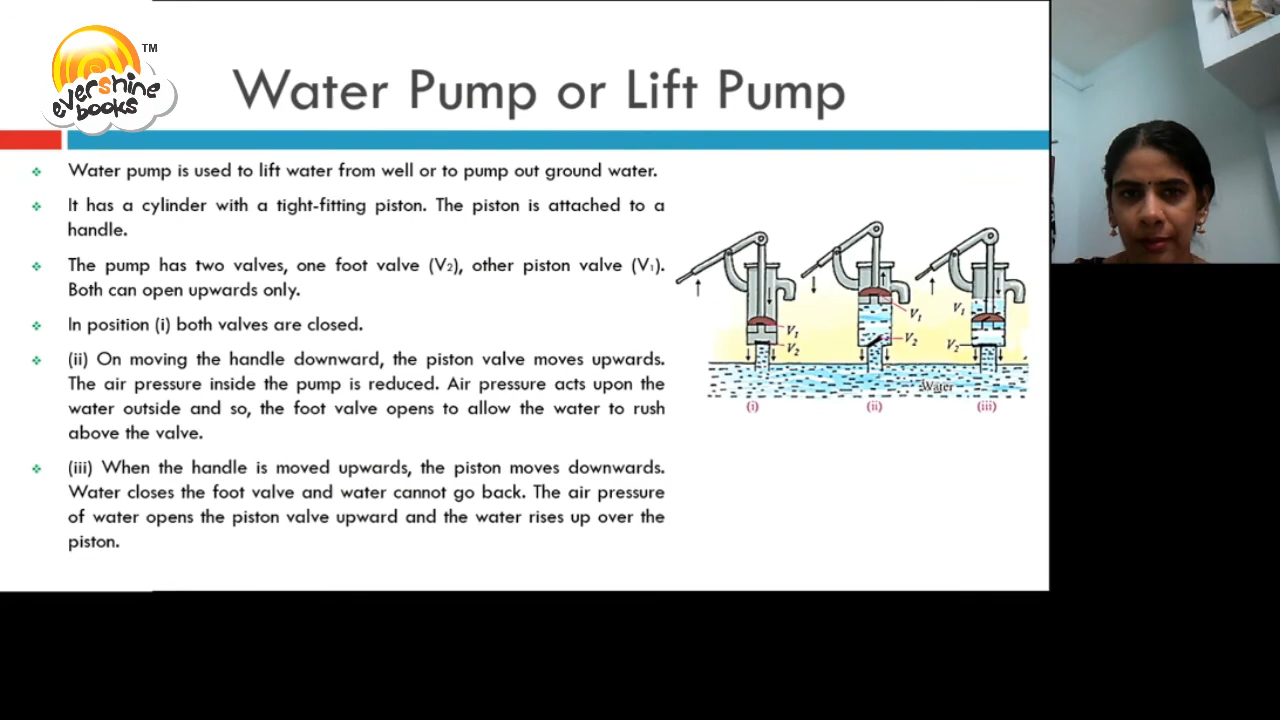 evershine
books
TM
Water Pump or Lift Pump
Water pump is used to lift water from well or to pump out ground water.
It has a cylinder with a tight-fitting piston. The piston is attached to a
handle.
The pump has two valves, one foot valve (V2), other piston valve (V1).
Both can open upwards only.
In position (i) both valves are closed.
(ii) On moving the handle downward, the piston valve moves upwards.
The air pressure inside the pump is reduced. Air pressure acts upon the
water outside and so, the foot valve opens to allow the water to rush
above the valve.
(iii) When the handle is moved upwards, the piston moves downwards.
Water closes the foot valve and water cannot go back. The air pressure
of water opens the piston valve upward and the water rises up over the
piston.
V1
V2
(i)
V1
V2
(ii)
V1
V2
Water
(iii)